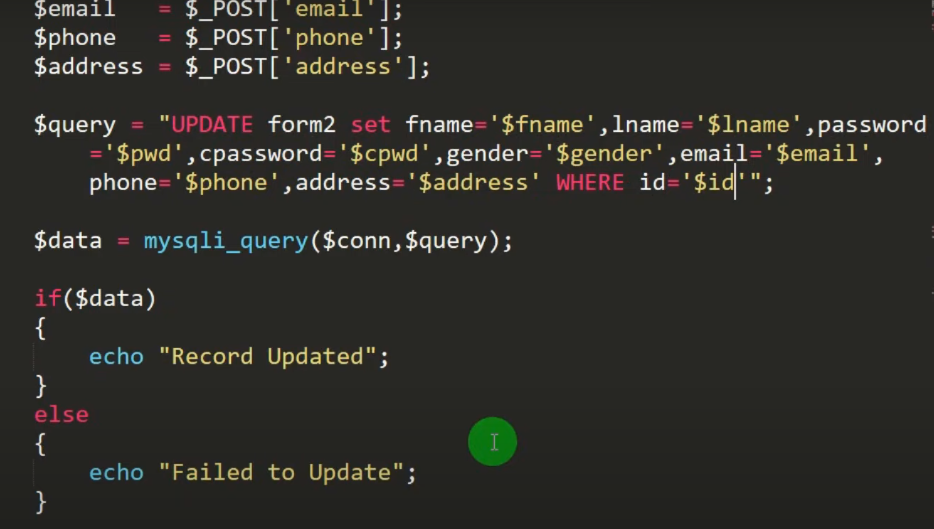 $email   = $_POST['email'];
$phone   = $_POST['phone'];
$address = $_POST['address'];
$query = "UPDATE form2 set fname='$fname',lname='$lname',password
='$pwd',cpassword='$cpwd',gender='$gender',email='$email',
phone='$phone',address='$address' WHERE id='$id'";
$data = mysqli_query($conn,$query);
if($data)
{
    echo "Record Updated";
}
else
{
    echo "Failed to Update";
}